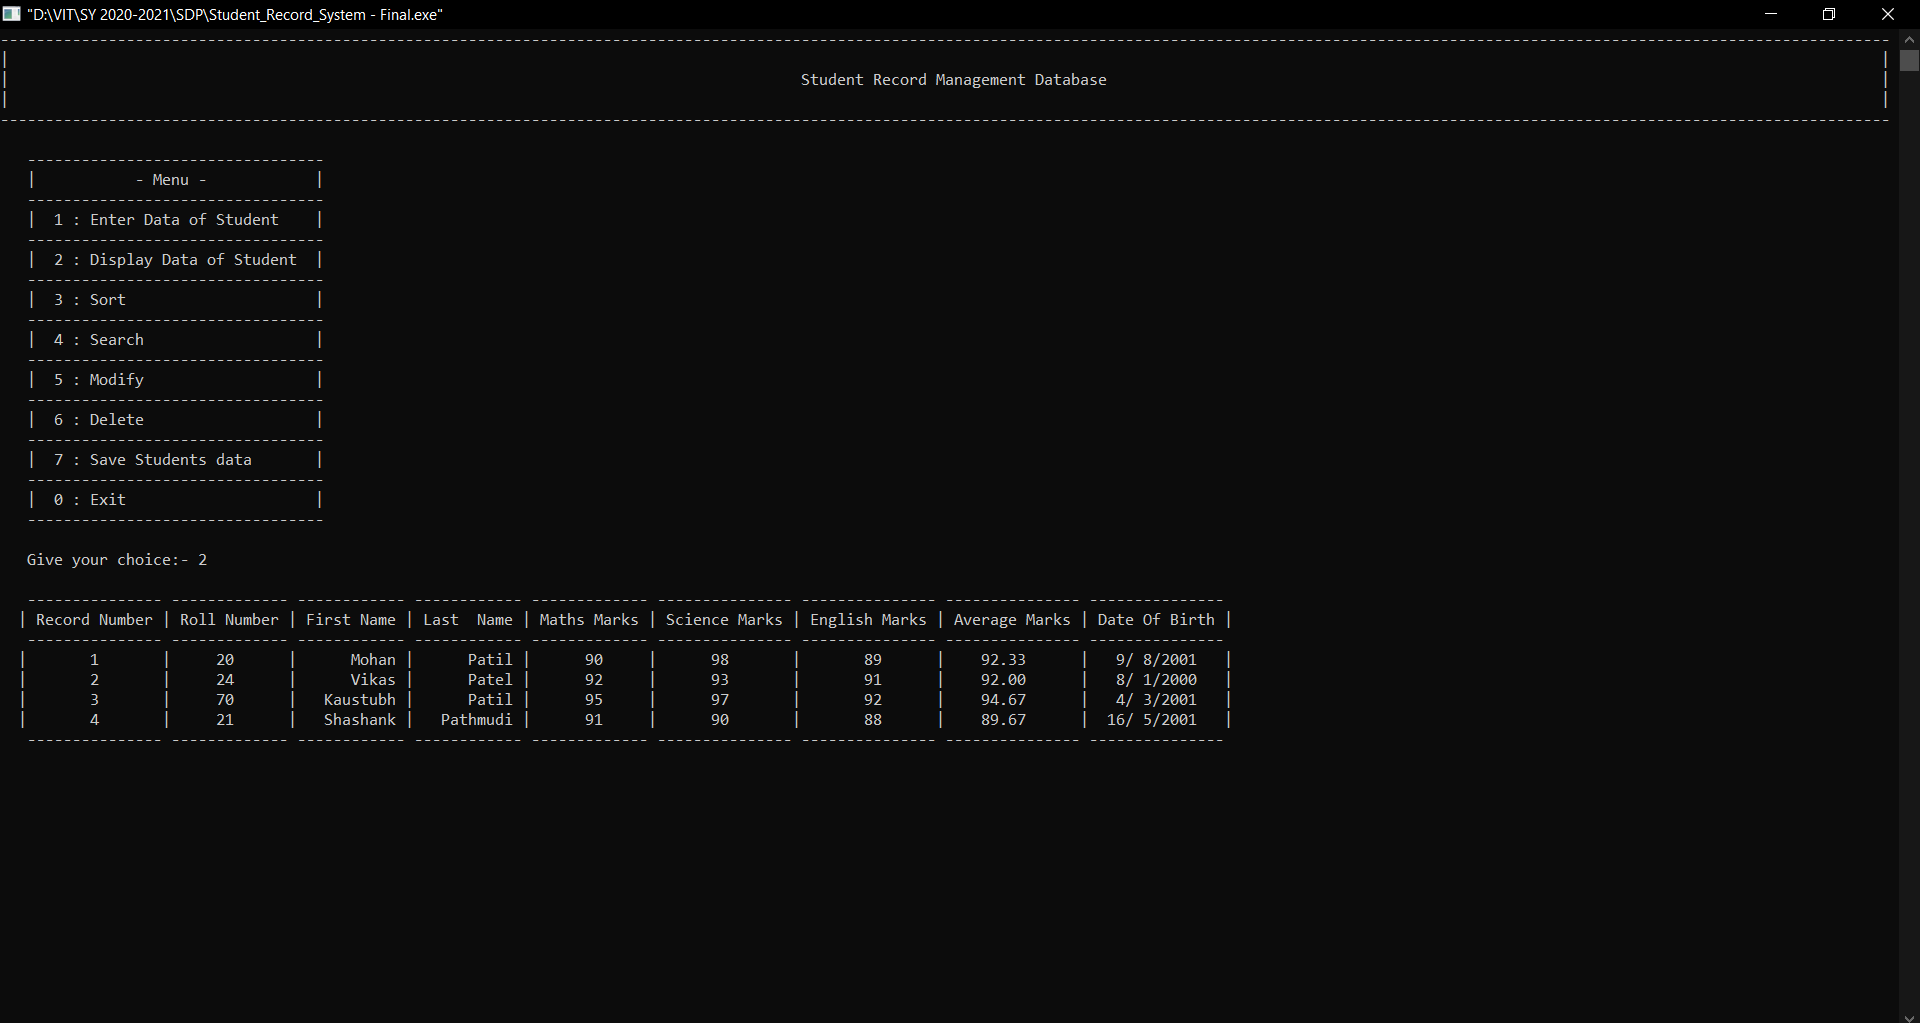 "D:\VIT\SY 2020-2021\SDP\Student_Record_System - Final.exe"
Student Record Management Database
- Menu -
1 : Enter Data of Student
2 : Display Data of Student
3 : Sort
4 : Search
5 : Modify
6 : Delete
7 : Save Students data
0 : Exit
Give your choice:- 2
| Record Number | Roll Number | First Name | Last  Name | Maths Marks | Science Marks | English Marks | Average Marks | Date Of Birth |
| 1 | 20 | Mohan | Patil | 90 | 98 | 89 | 92.33 | 9/ 8/2001 |
| 2 | 24 | Vikas | Patel | 92 | 93 | 91 | 92.00 | 8/ 1/2000 |
| 3 | 70 | Kaustubh | Patil | 95 | 97 | 92 | 94.67 | 4/ 3/2001 |
| 4 | 21 | Shashank | Pathmudi | 91 | 90 | 88 | 89.67 | 16/ 5/2001 |